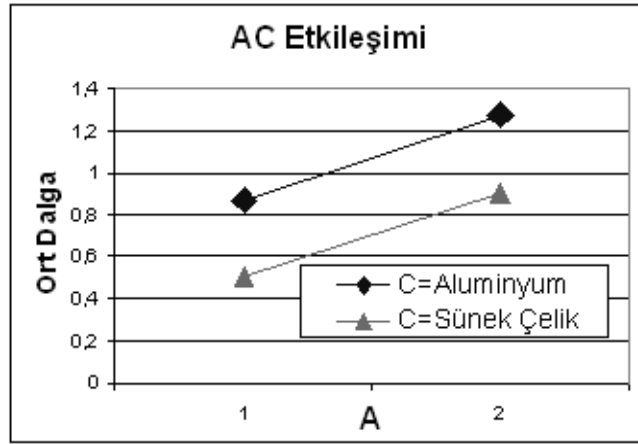 AC Etkileşimi
Ort Dalga
1,4
1,2
1
0,8
0,6
0,4
0,2
0
C=Aluminyum
C=Sünek Çelik
1
2
A